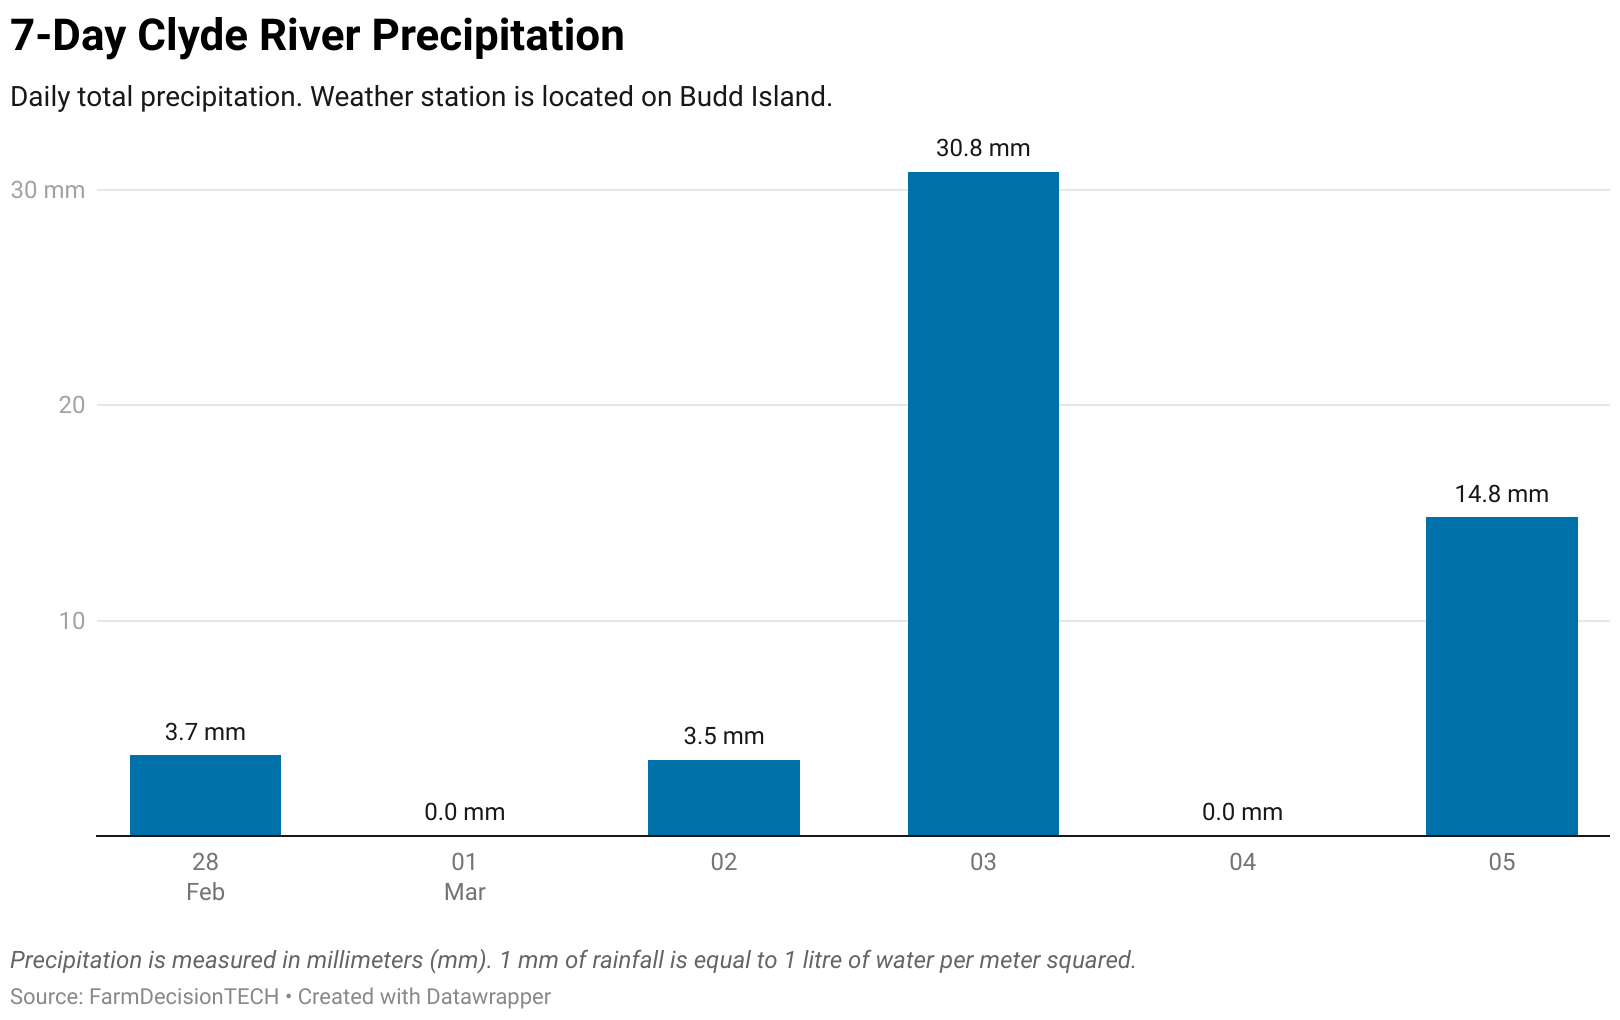 7-Day Clyde River Precipitation
Daily total precipitation. Weather station is located on Budd Island.
30.8 mm
30 mm
20
14.8 mm
10
3.7 mm
3.5 mm
0.0 mm
0.0 mm
28
01
02
03
04
05
Feb
Mar
Precipitation is measured in millimeters (mm). 1 mm of rainfall is equal to 1 litre of water per meter squared.
Source: FarmDecisionTECH • Created with Datawrapper